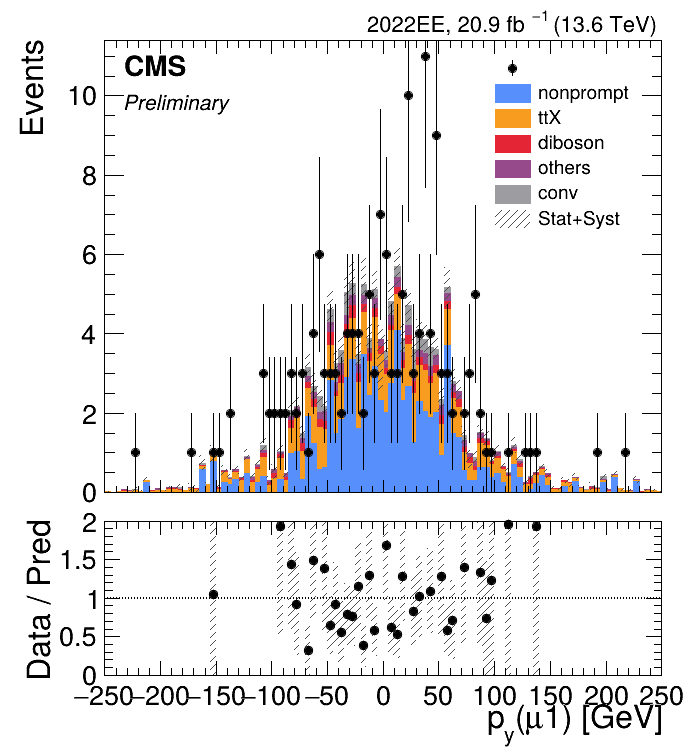 2022EE, 20.9 fb ⁻¹ (13.6 TeV)
Events
CMS
Preliminary
nonprompt
ttX
diboson
others
conv
Stat+Syst
10
8
6
4
2
0
Data / Pred
2
1.5
1
0.5
0
−250 −200 −150 −100 −50 0 50 100 150 200 250
p_y(μ1) [GeV]